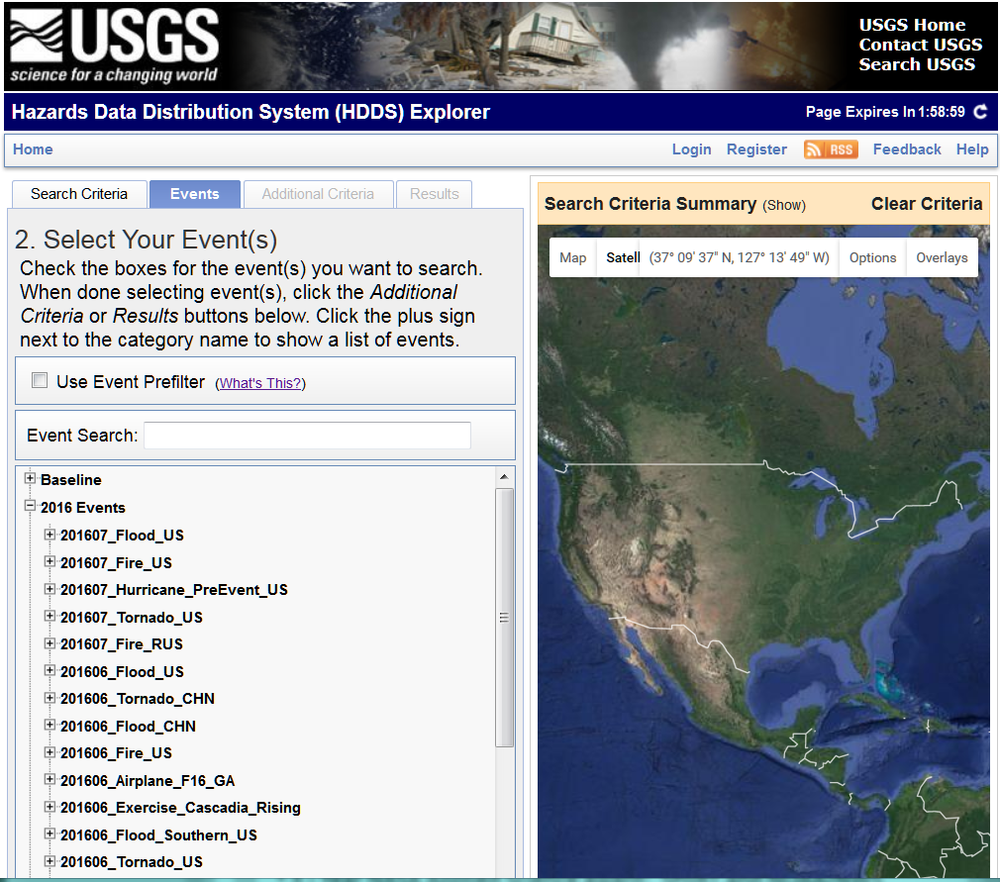 USGS
science for a changing world
USGS Home
Contact USGS
Search USGS
Hazards Data Distribution System (HDDS) Explorer
Page Expires In 1:58:59
Home
Login Register RSS Feedback Help
Search Criteria Events Additional Criteria Results
2. Select Your Event(s)
Check the boxes for the event(s) you want to search.
When done selecting event(s), click the Additional
Criteria or Results buttons below. Click the plus sign
next to the category name to show a list of events.
Use Event Prefilter (What's This?)
Event Search:
Baseline
2016 Events
201607_Flood_US
201607_Fire_US
201607_Hurricane_PreEvent_US
201607_Tornado_US
201607_Fire_RUS
201606_Flood_US
201606_Tornado_CHN
201606_Flood_CHN
201606_Fire_US
201606_Airplane_F16_GA
201606_Exercise_Cascadia_Rising
201606_Flood_Southern_US
201606_Tornado_US
Search Criteria Summary (Show) Clear Criteria
Map Satell (37° 09' 37" N, 127° 13' 49" W) Options Overlays